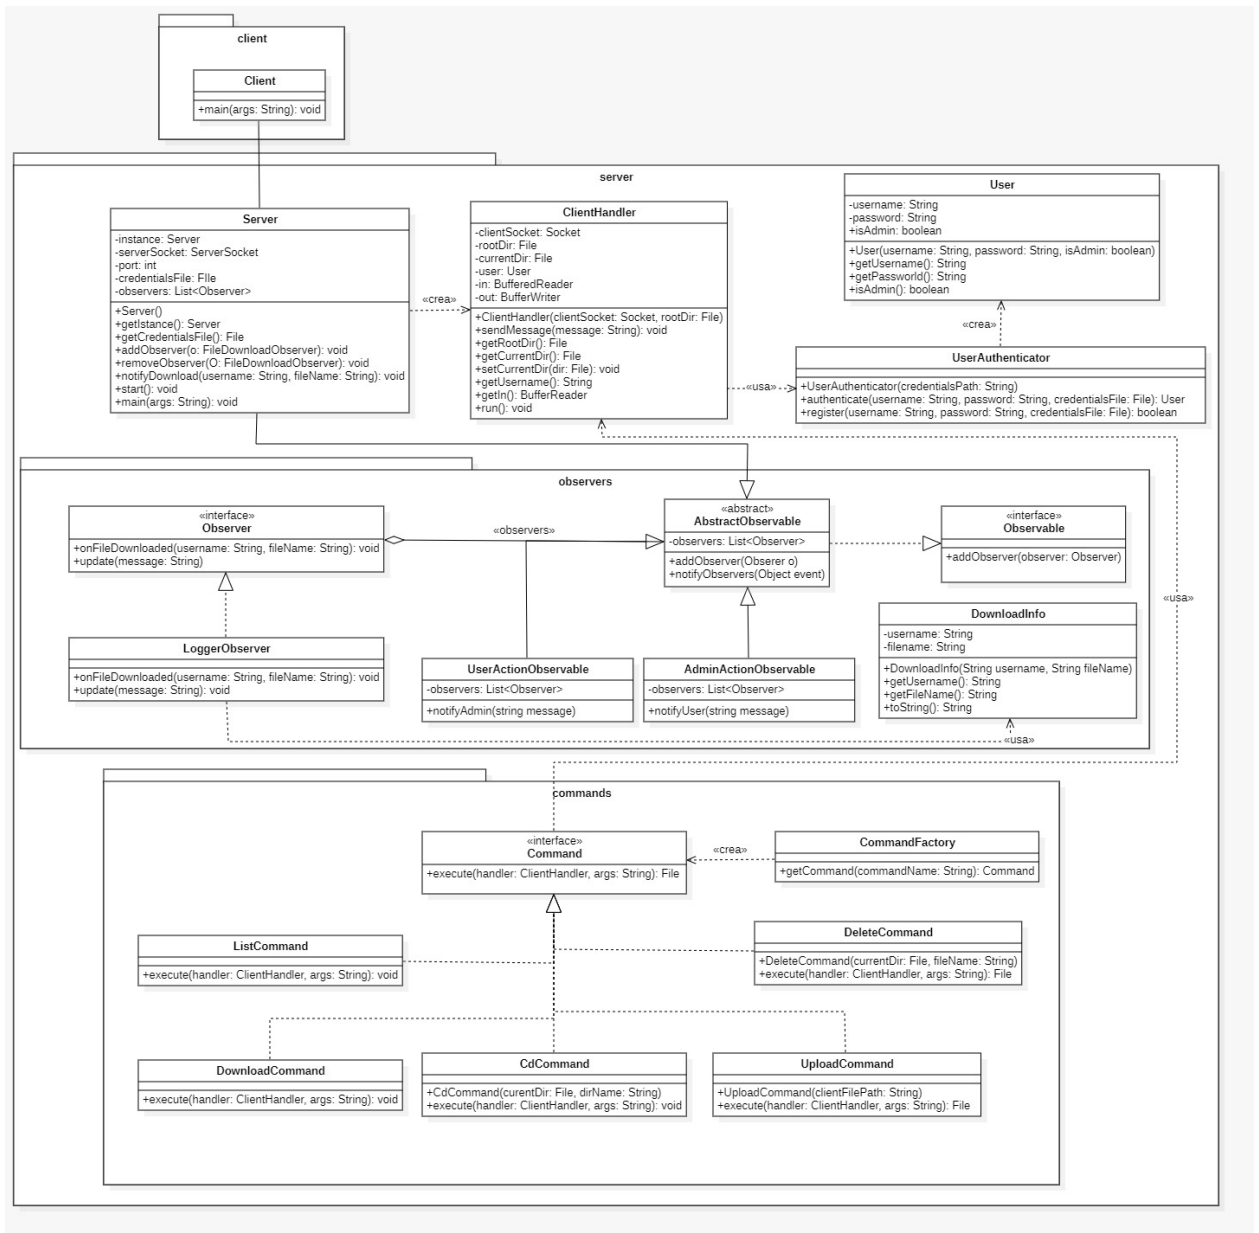 client
Client
+main(args: String): void
server
Server
-instance: Server
-serverSocket: ServerSocket
-port: int
-credentialsFile: FIle
-observers: List<Observer>
+Server()
+getIstance(): Server
+getCredentialsFile(): File
+addObserver(o: FileDownloadObserver): void
+removeObserver(O: FileDownloadObserver): void
+notifyDownload(username: String, fileName: String): void
+start(): void
+main(args: String): void
«crea»
ClientHandler
-clientSocket: Socket
-rootDir: File
-currentDir: File
-user: User
-in: BufferedReader
-out: BufferWriter
+ClientHandler(clientSocket: Socket, rootDir: File)
+sendMessage(message: String): void
+getRootDir(): File
+getCurrentDir(): File
+setCurrentDir(dir: File): void
+getUsername(): String
+getIn(): BufferReader
+run(): void
User
-username: String
-password: String
+isAdmin: boolean
+User(username: String, password: String, isAdmin: boolean)
+getUsername(): String
+getPassworld(): String
+isAdmin(): boolean
«crea»
UserAuthenticator
+UserAuthenticator(credentialsPath: String)
+authenticate(username: String, password: String, credentialsFile: File): User
+register(username: String, password: String, credentialsFile: File): boolean
«usa»
observers
«interface»
Observer
+onFileDownloaded(username: String, fileName: String): void
+update(message: String)
«observers»
«abstract»
AbstractObservable
-observers: List<Observer>
+addObserver(Obserer o)
+notifyObservers(Object event)
«interface»
Observable
+addObserver(observer: Observer)
«usa»
LoggerObserver
+onFileDownloaded(username: String, fileName: String): void
+update(message: String): void
UserActionObservable
-observers: List<Observer>
+notifyAdmin(string message)
AdminActionObservable
-observers: List<Observer>
+notifyUser(string message)
DownloadInfo
-username: String
-filename: String
+DownloadInfo(String username, String fileName)
+getUsername(): String
+getFileName(): String
+toString(): String
«usa»
commands
«interface»
Command
+execute(handler: ClientHandler, args: String): File
«crea»
CommandFactory
+getCommand(commandName: String): Command
ListCommand
+execute(handler: ClientHandler, args: String): void
DeleteCommand
+DeleteCommand(currentDir: File, fileName: String)
+execute(handler: ClientHandler, args: String): File
DownloadCommand
+execute(handler: ClientHandler, args: String): void
CdCommand
+CdCommand(curentDir: File, dirName: String)
+execute(handler: ClientHandler, args: String): void
UploadCommand
+UploadCommand(clientFilePath: String)
+execute(handler: ClientHandler, args: String): File